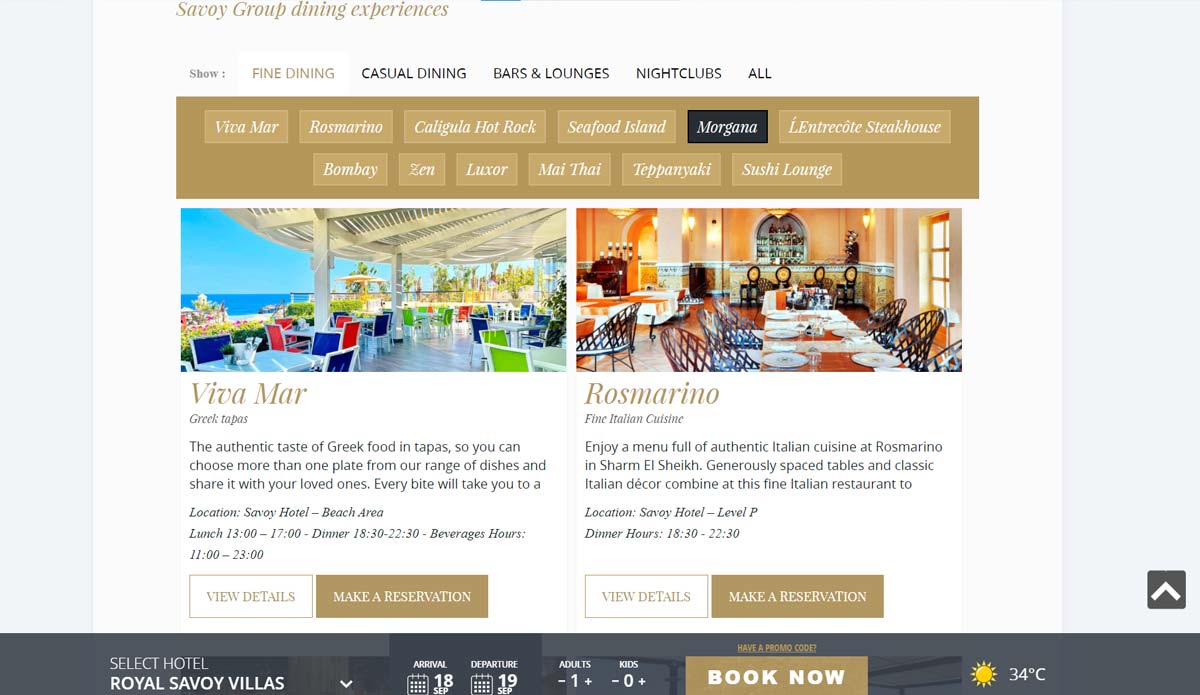 Savoy Group dining experiences
Show : FINE DINING CASUAL DINING BARS & LOUNGES NIGHTCLUBS ALL
Viva Mar Rosmarino Caligula Hot Rock Seafood Island Morgana ĹEntrecôte Steakhouse
Bombay Zen Luxor Mai Thai Teppanyaki Sushi Lounge
Viva Mar
Greek tapas
The authentic taste of Greek food in tapas, so you can
choose more than one plate from our range of dishes and
share it with your loved ones. Every bite will take you to a
Location: Savoy Hotel – Beach Area
Lunch 13:00 – 17:00 - Dinner 18:30-22:30 - Beverages Hours:
11:00 – 23:00
VIEW DETAILS MAKE A RESERVATION
Rosmarino
Fine Italian Cuisine
Enjoy a menu full of authentic Italian cuisine at Rosmarino
in Sharm El Sheikh. Generously spaced tables and classic
Italian décor combine at this fine Italian restaurant to
Location: Savoy Hotel – Level P
Dinner Hours: 18:30 - 22:30
VIEW DETAILS MAKE A RESERVATION
SELECT HOTEL
ROYAL SAVOY VILLAS
ARRIVAL
18
SEP
DEPARTURE
19
SEP
ADULTS
- 1 +
KIDS
- 0 +
HAVE A PROMO CODE?
BOOK NOW
34°C